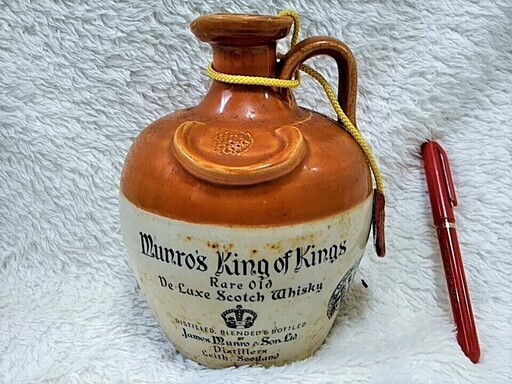 Munro's King of Kings
Rare Old
De-Luxe Scotch Whisky
DISTILLED, BLENDED & BOTTLED
BY
James Munro & Son. Ltd
Distillers
Leith, Scotland